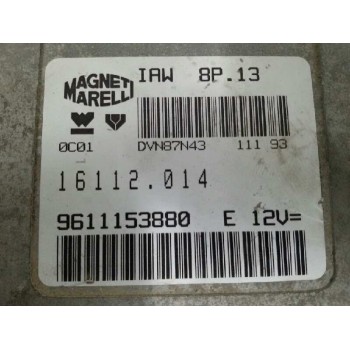 MAGNETI
MARELLI
IAW 8P.13
0C01 DVN87N43 111 93
16112.014
9611153880 E 12V=